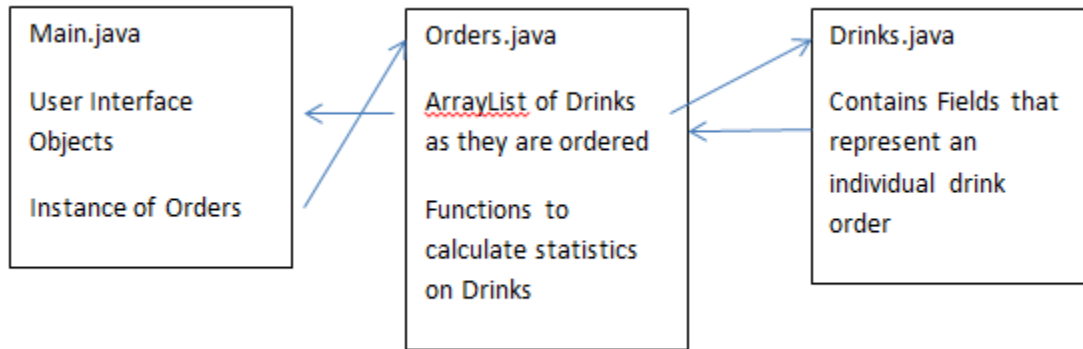 Main.java
User Interface
Objects
Instance of Orders
Orders.java
ArrayList of Drinks
as they are ordered
Functions to
calculate statistics
on Drinks
Drinks.java
Contains Fields that
represent an
individual drink
order